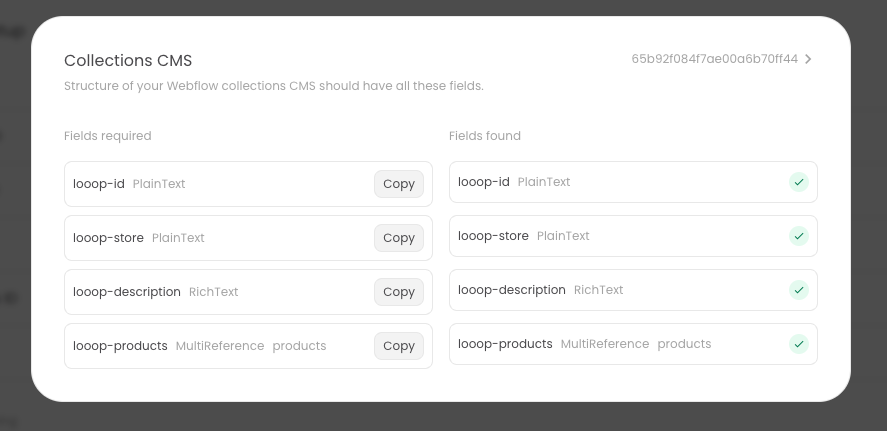 Collections CMS
65b92f084f7ae00a6b70ff44
Structure of your Webflow collections CMS should have all these fields.
Fields required
looop-id PlainText Copy
looop-store PlainText Copy
looop-description RichText Copy
looop-products MultiReference products Copy
Fields found
looop-id PlainText
looop-store PlainText
looop-description RichText
looop-products MultiReference products